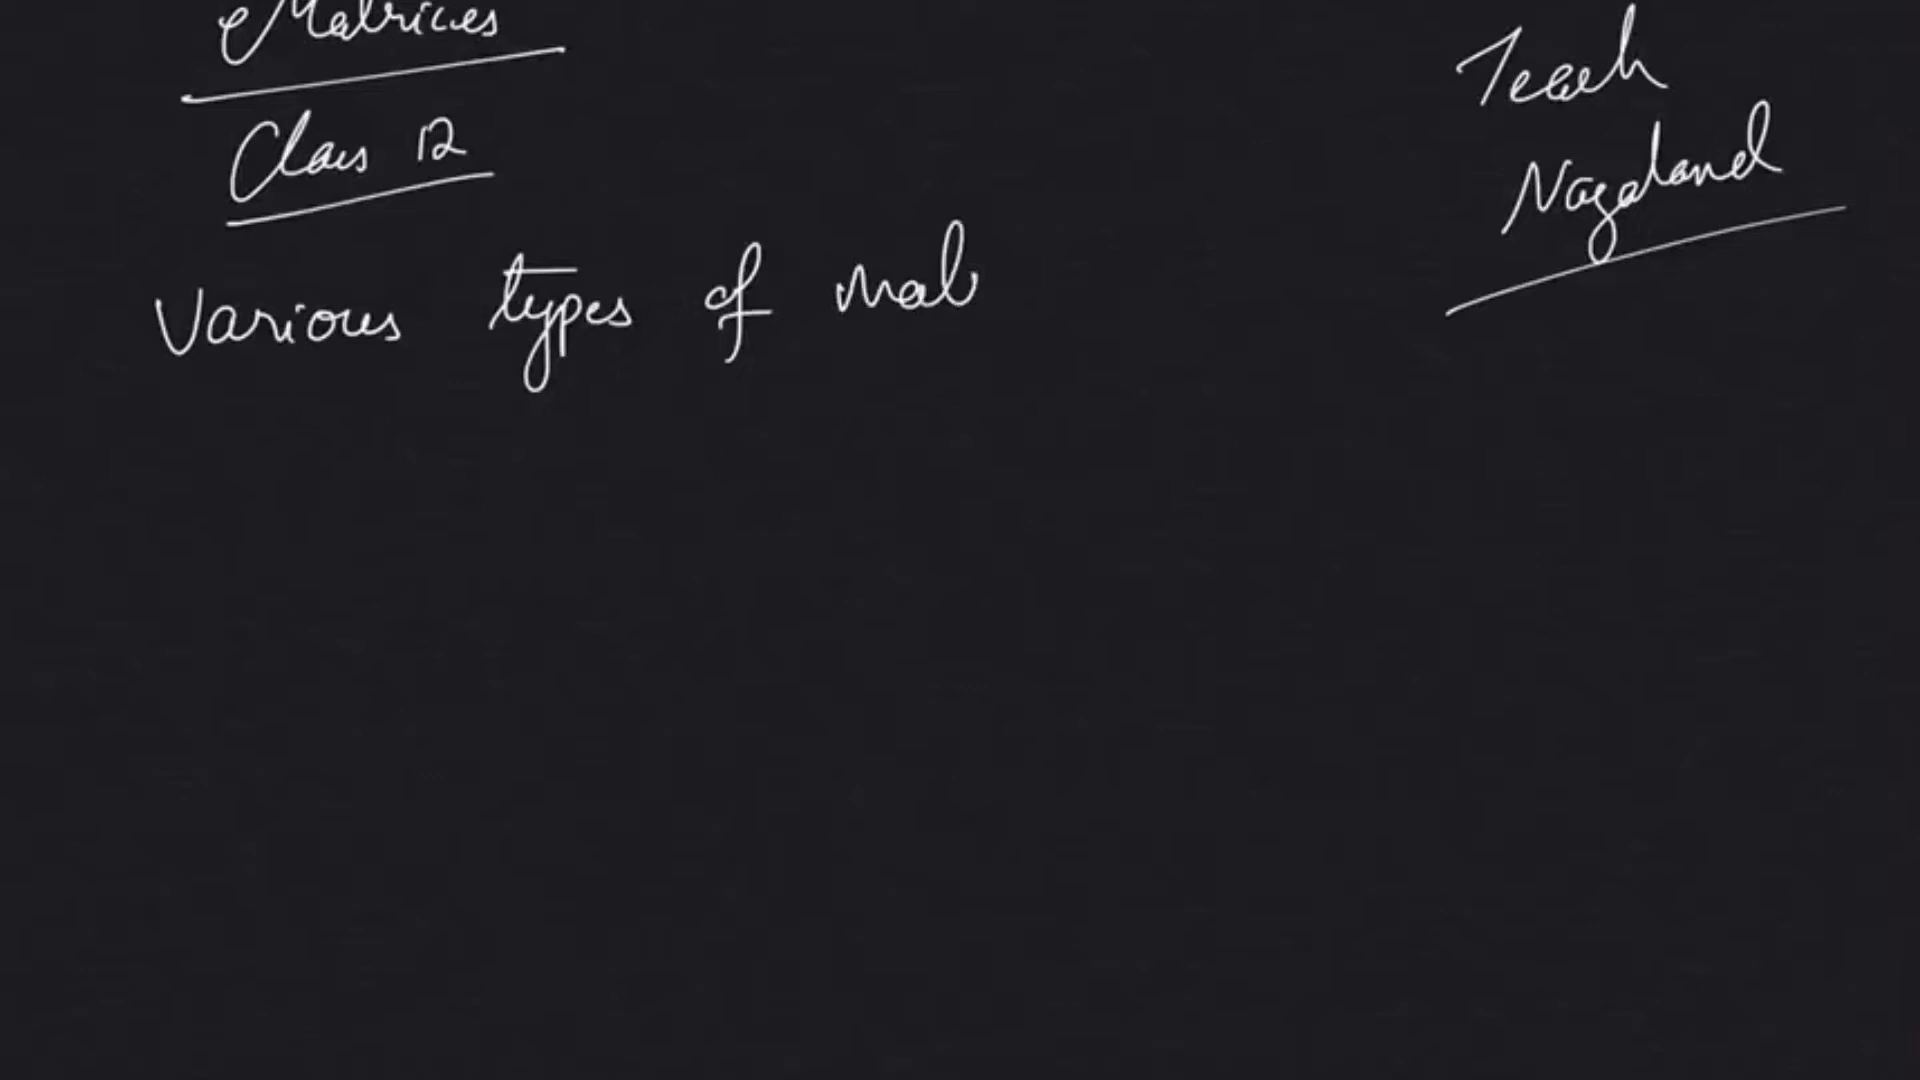 Matrices
Class 12
Various types of mat
Teach
Nagaland